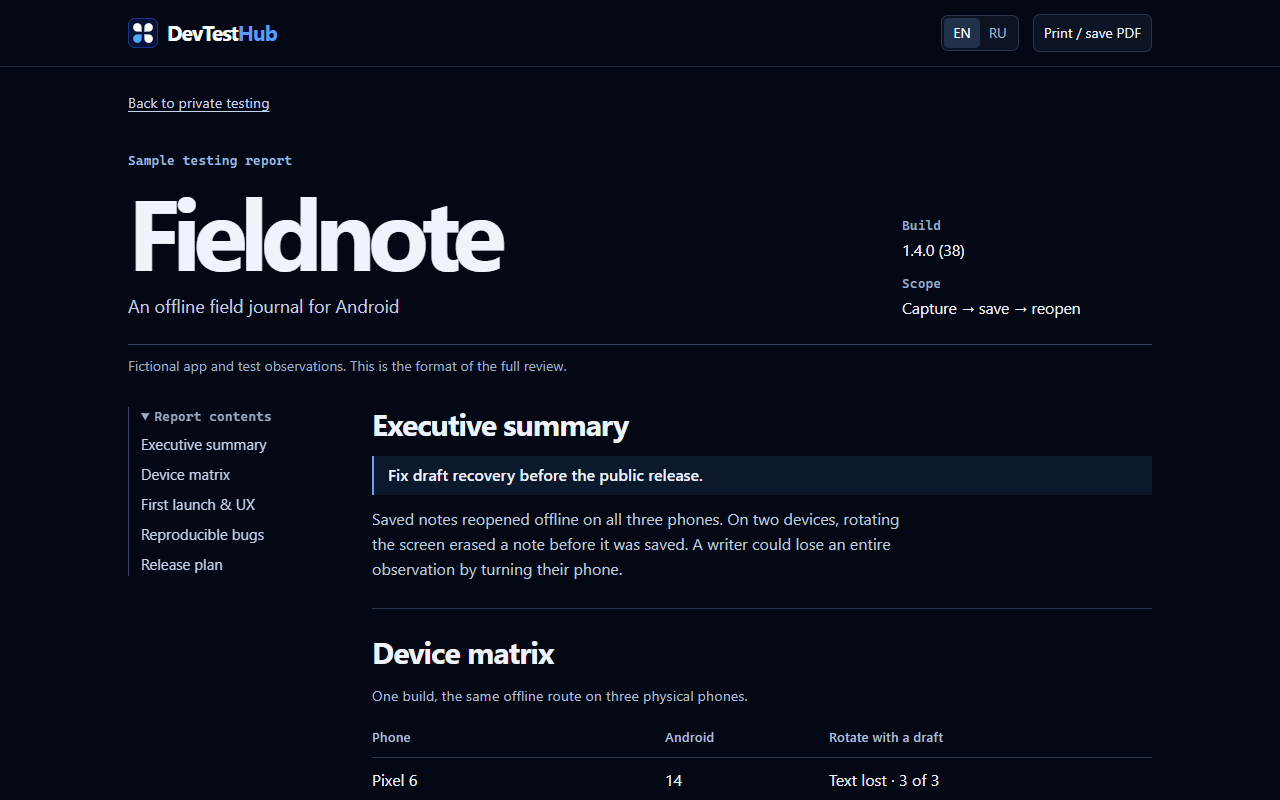 DevTestHub
EN RU
Print / save PDF
Back to private testing
Sample testing report
Fieldnote
An offline field journal for Android
Build
1.4.0 (38)
Scope
Capture → save → reopen
Fictional app and test observations. This is the format of the full review.
▼ Report contents
Executive summary
Device matrix
First launch & UX
Reproducible bugs
Release plan
Executive summary
Fix draft recovery before the public release.
Saved notes reopened offline on all three phones. On two devices, rotating
the screen erased a note before it was saved. A writer could lose an entire
observation by turning their phone.
Device matrix
One build, the same offline route on three physical phones.
Phone Android Rotate with a draft
Pixel 6 14 Text lost · 3 of 3